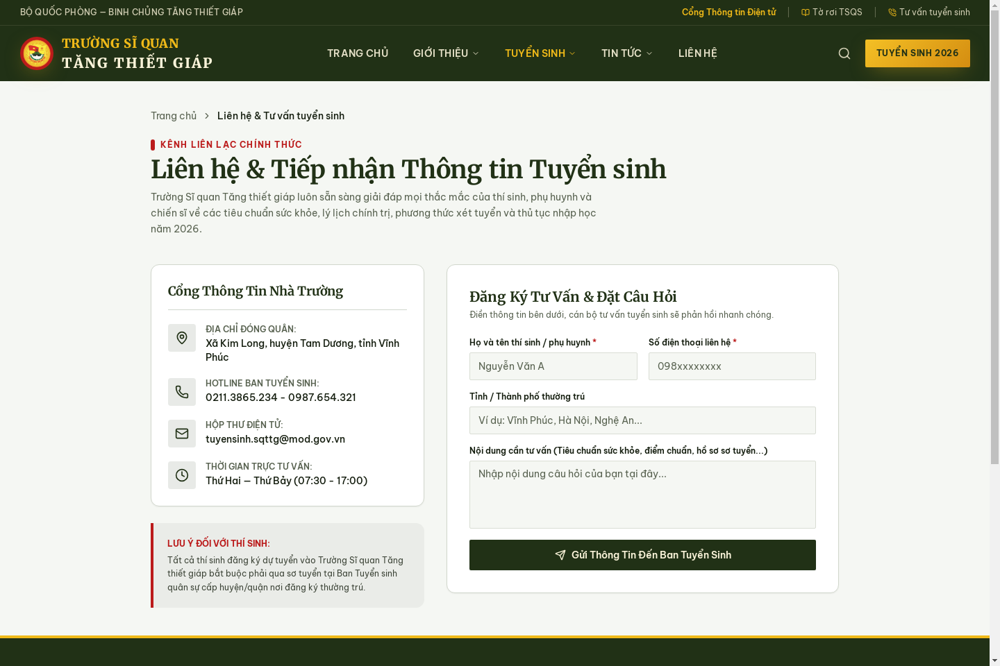 BỘ QUỐC PHÒNG — BINH CHỦNG TĂNG THIẾT GIÁP
Cổng Thông tin Điện tử
Tờ rơi TSQS
Tư vấn tuyển sinh
TRƯỜNG SĨ QUAN
TĂNG THIẾT GIÁP
TRANG CHỦ
GIỚI THIỆU
TUYỂN SINH
TIN TỨC
LIÊN HỆ
TUYỂN SINH 2026
Trang chủ
Liên hệ & Tư vấn tuyển sinh
KÊNH LIÊN LẠC CHÍNH THỨC
Liên hệ & Tiếp nhận Thông tin Tuyển sinh
Trường Sĩ quan Tăng thiết giáp luôn sẵn sàng giải đáp mọi thắc mắc của thí sinh, phụ huynh và
chiến sĩ về các tiêu chuẩn sức khỏe, lý lịch chính trị, phương thức xét tuyển và thủ tục nhập học
năm 2026.
Cổng Thông Tin Nhà Trường
ĐỊA CHỈ ĐÓNG QUÂN:
Xã Kim Long, huyện Tam Dương, tỉnh Vĩnh
Phúc
HOTLINE BAN TUYỂN SINH:
0211.3865.234 - 0987.654.321
HỘP THƯ ĐIỆN TỬ:
tuyensinh.sqttg@mod.gov.vn
THỜI GIAN TRỰC TƯ VẤN:
Thứ Hai — Thứ Bảy (07:30 - 17:00)
LƯU Ý ĐỐI VỚI THÍ SINH:
Tất cả thí sinh đăng ký dự tuyển vào Trường Sĩ quan Tăng
thiết giáp bắt buộc phải qua sơ tuyển tại Ban Tuyển sinh
quân sự cấp huyện/quận nơi đăng ký thường trú.
Đăng Ký Tư Vấn & Đặt Câu Hỏi
Điền thông tin bên dưới, cán bộ tư vấn tuyển sinh sẽ phản hồi nhanh chóng.
Họ và tên thí sinh / phụ huynh *
Số điện thoại liên hệ *
Nguyễn Văn A
098xxxxxxxx
Tỉnh / Thành phố thường trú
Ví dụ: Vĩnh Phúc, Hà Nội, Nghệ An...
Nội dung cần tư vấn (Tiêu chuẩn sức khỏe, điểm chuẩn, hồ sơ sơ tuyển...)
Nhập nội dung câu hỏi của bạn tại đây...
Gửi Thông Tin Đến Ban Tuyển Sinh